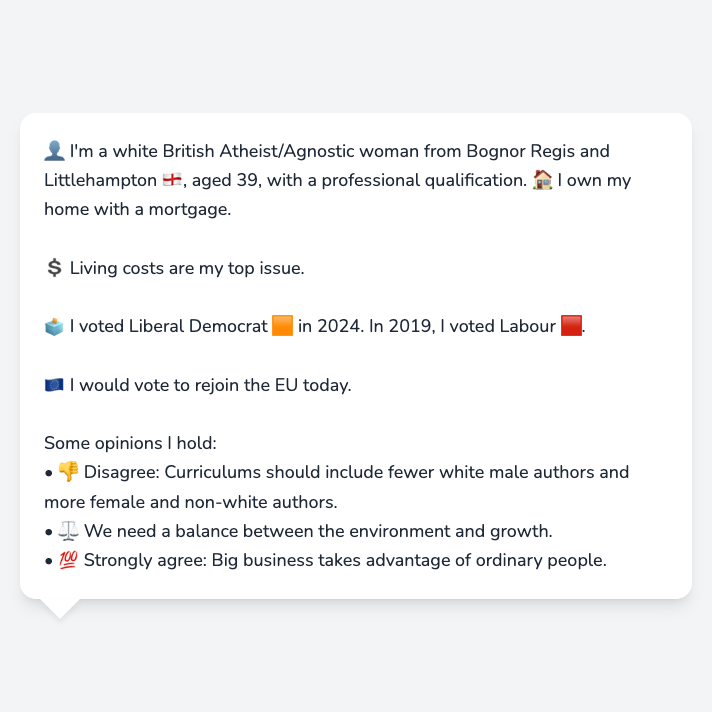 👤 I'm a white British Atheist/Agnostic woman from Bognor Regis and
Littlehampton 🏴󠁧󠁢󠁥󠁮󠁧󠁿, aged 39, with a professional qualification. 🏠 I own my
home with a mortgage.
💲 Living costs are my top issue.
🗳️ I voted Liberal Democrat 🟧 in 2024. In 2019, I voted Labour 🟥.
🇪🇺 I would vote to rejoin the EU today.
Some opinions I hold:
• 👎 Disagree: Curriculums should include fewer white male authors and
more female and non-white authors.
• ⚖️ We need a balance between the environment and growth.
• 💯 Strongly agree: Big business takes advantage of ordinary people.